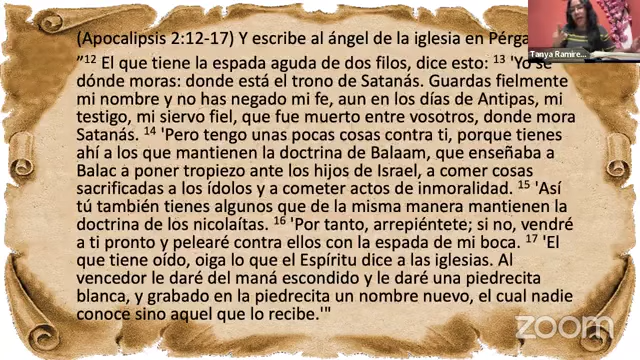 (Apocalipsis 2:12-17) Y escribe al ángel de la iglesia en Pérga
"12 El que tiene la espada aguda de dos filos, dice esto: 13 'Yo sé
dónde moras: donde está el trono de Satanás. Guardas fielmente
mi nombre y no has negado mi fe, aun en los días de Antipas, mi
testigo, mi siervo fiel, que fue muerto entre vosotros, donde mora
Satanás. 14 'Pero tengo unas pocas cosas contra ti, porque tienes
ahí a los que mantienen la doctrina de Balaam, que enseñaba a
Balac a poner tropiezo ante los hijos de Israel, a comer cosas
sacrificadas a los ídolos y a cometer actos de inmoralidad. 15 'Así
tú también tienes algunos que de la misma manera mantienen la
doctrina de los nicolaítas. 16 'Por tanto, arrepiéntete; si no, vendré
a ti pronto y pelearé contra ellos con la espada de mi boca. 17 'El
que tiene oído, oiga lo que el Espíritu dice a las iglesias. Al
vencedor le daré del maná escondido y le daré una piedrecita
blanca, y grabado en la piedrecita un nombre nuevo, el cual nadie
conoce sino aquel que lo recibe.'"
Tanya Ramire...
zoom